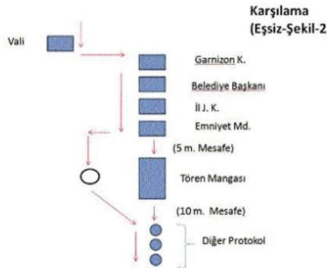 Karşılama
(Eşsiz-Şekil-2
Vali
Garnizon K.
Belediye Başkanı
İl J. K.
Emniyet Md.
(5 m. Mesafe)
Tören Mangası
(10 m. Mesafe)
Diğer Protokol